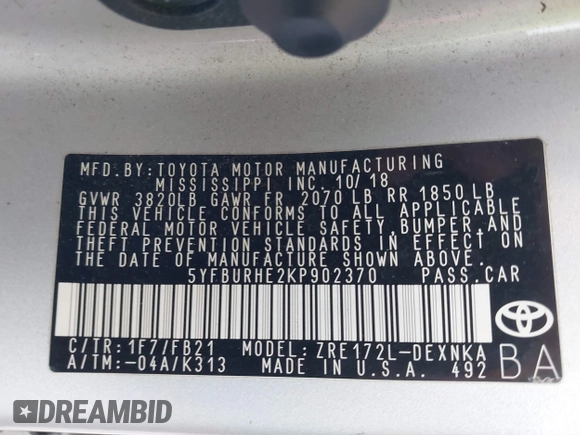 MFD.BY:TOYOTA MOTOR MANUFACTURING
MISSISSIPPI INC. 10/18
GVWR 3820LB GAWR FR 2070 LB RR 1850 LB
THIS VEHICLE CONFORMS TO ALL APPLICABLE
FEDERAL MOTOR VEHICLE SAFETY,BUMPER,AND
THEFT PREVENTION STANDARDS IN EFFECT ON
THE DATE OF MANUFACTURE SHOWN ABOVE.
5YFBURHE2KP902370 PASS.CAR
C/TR:1F7/FB21 MODEL:ZRE172L-DEXNKA
A/TM:-04A/K313 MADE IN U.S.A. 492
BA
DREAMBID